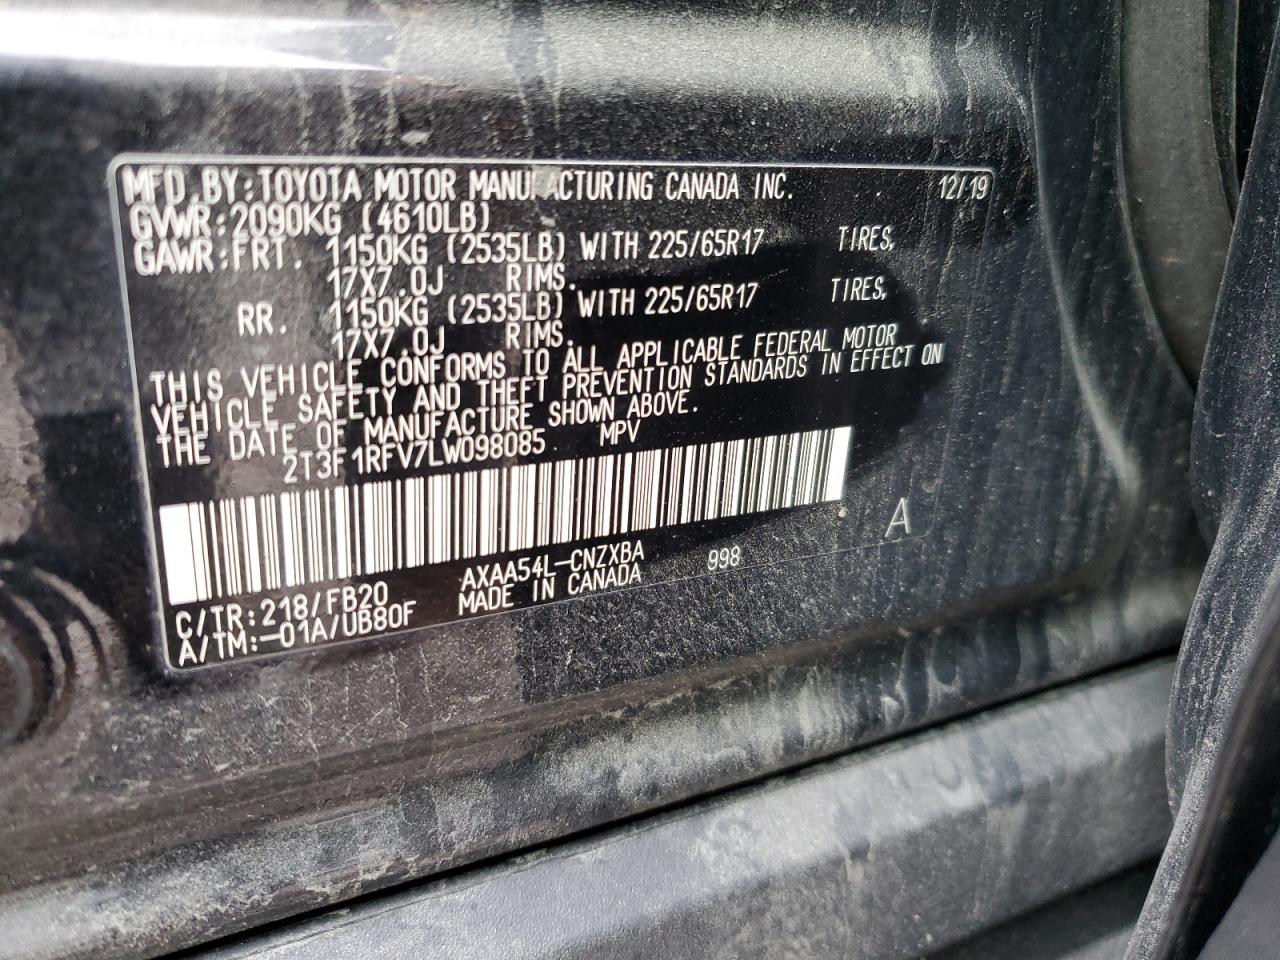 MFD.BY:TOYOTA MOTOR MANUFACTURING CANADA INC. 12/19
GVWR:2090KG (4610LB)
GAWR:FRT. 1150KG (2535LB) WITH 225/65R17 TIRES,
17X7.0J RIMS.
RR. 1150KG (2535LB) WITH 225/65R17 TIRES,
17X7.0J RIMS.
THIS VEHICLE CONFORMS TO ALL APPLICABLE FEDERAL MOTOR
VEHICLE SAFETY AND THEFT PREVENTION STANDARDS IN EFFECT ON
THE DATE OF MANUFACTURE SHOWN ABOVE.
2T3F1RFV7LW098085 MPV
A
C/TR:218/FB20 AXAA54L-CNZXBA 998
A/TM:-01A/UB80F MADE IN CANADA